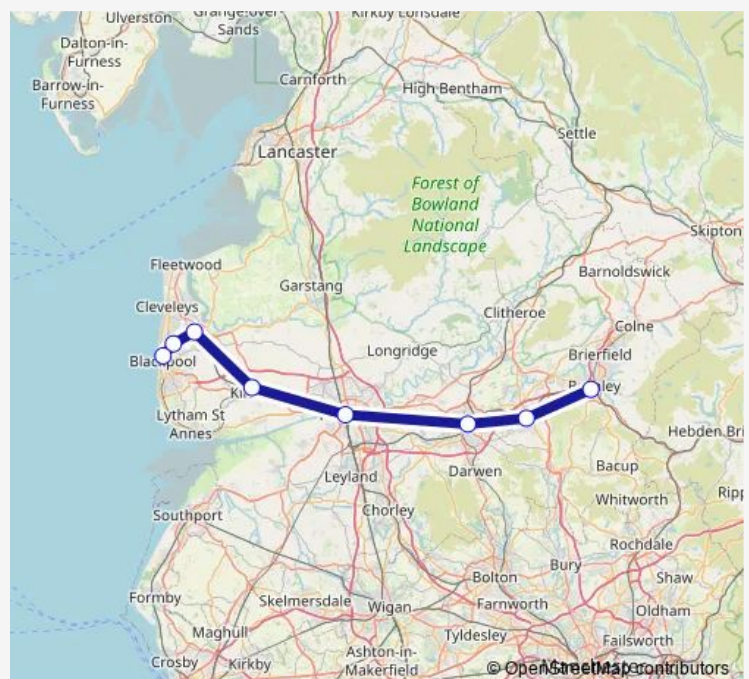 Ulverston
Grange-over-
Sands
Kirkby Lonsdale
Dalton-in-
Furness
Barrow-in-
Furness
Carnforth
High Bentham
Settle
Lancaster
Forest of
Bowland
National
Landscape
Skipton
Fleetwood
Barnoldswick
Garstang
Cleveleys
Clitheroe
Colne
Longridge
Brierfield
Blackpool
Lytham St
Annes
Hebden Bri
Leyland
Darwen
Bacup
Whitworth
Ripp
Southport
Chorley
Rochdale
Bury
Shaw
Bolton
Formby
Skelmersdale
Wigan
Farnworth
Oldham
Maghull
Tyldesley
Failsworth
Crosby
Kirkby
Ashton-in-
Makerfield
© OpenStreetMap contributors